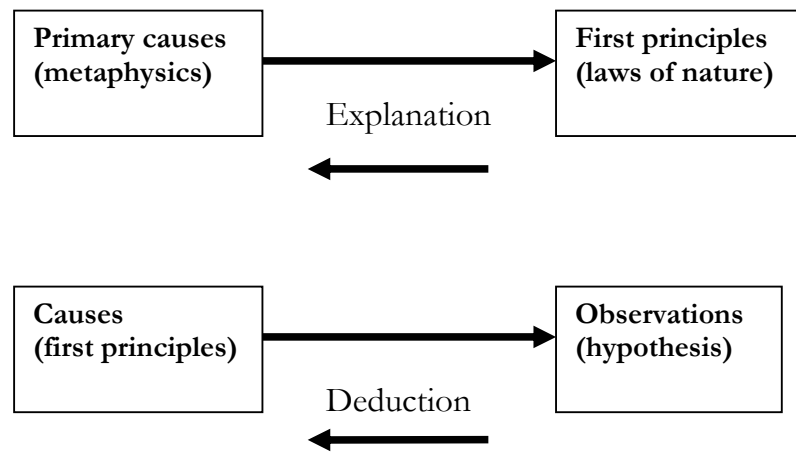 Primary causes
(metaphysics)
First principles
(laws of nature)
Explanation
Causes
(first principles)
Observations
(hypothesis)
Deduction